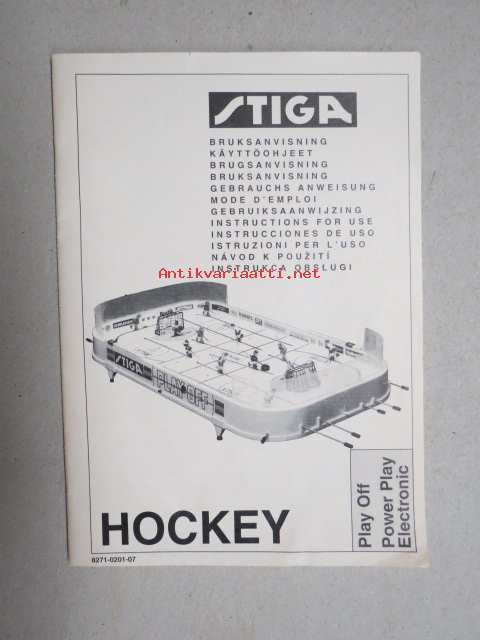 STIGA
BRUKSANVISNING
KÄYTTÖOHJEET
BRUGSANVISNING
BRUKSANVISNING
GEBRAUCHS ANWEISUNG
MODE D'EMPLOI
GEBRUIKSAANWIJZING
INSTRUCTIONS FOR USE
INSTRUCCIONES DE USO
ISTRUZIONI PER L'USO
NÁVOD K POUŽITÍ
INSTRUKCA OBSŁUGI
Antikvariaatti.net
STIGA
PLAY OFF
Play Off
Power Play
Electronic
HOCKEY
8271-0201-07